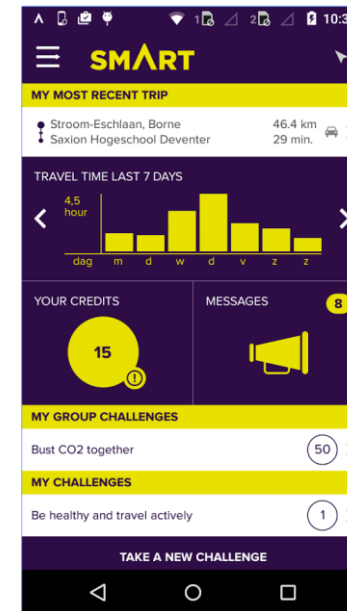 1 2 10:3
SMART
MY MOST RECENT TRIP
Stroom-Eschlaan, Borne 46.4 km
Saxion Hogeschool Deventer 29 min.
TRAVEL TIME LAST 7 DAYS
4,5
hour
dag m d w d v z z
YOUR CREDITS MESSAGES 8
15
MY GROUP CHALLENGES
Bust CO2 together 50
MY CHALLENGES
Be healthy and travel actively 1
TAKE A NEW CHALLENGE